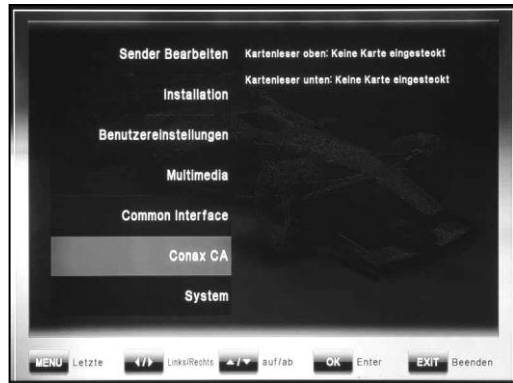 Sender Bearbeiten
Installation
Benutzereinstellungen
Multimedia
Common Interface
Conax CA
System
Kartenleser oben: Keine Karte eingesteckt
Kartenleser unten: Keine Karte eingesteckt
MENU Letzte ◀/▶ Links/Rechts ▲/▼ auf/ab OK Enter EXIT Beenden